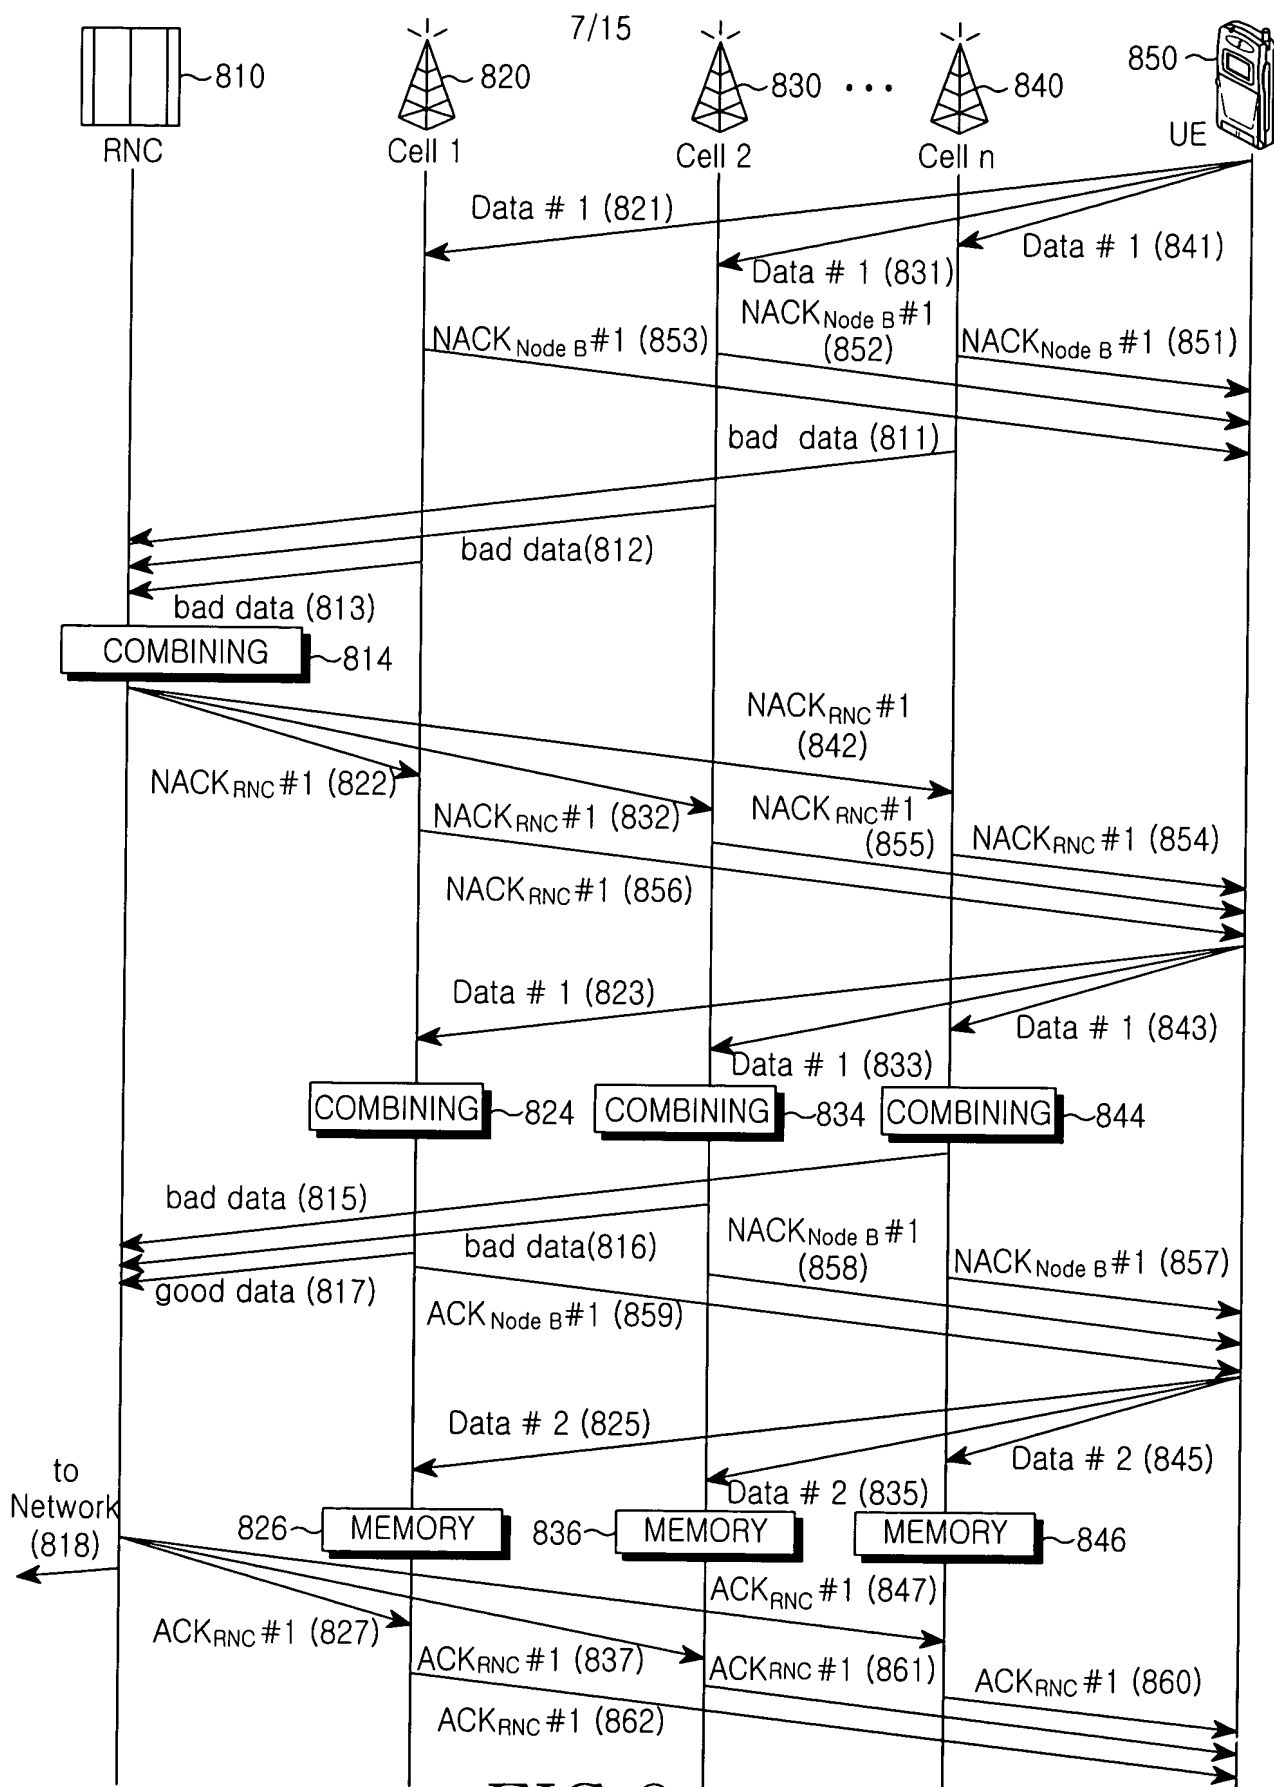 7/15
810
820
830
...
840
850
RNC
Cell 1
Cell 2
Cell n
UE
Data # 1 (821)
Data # 1 (831)
Data # 1 (841)
NACKNode B#1 (853)
NACKNode B#1
(852)
NACKNode B#1 (851)
bad data (811)
bad data(812)
bad data (813)
COMBINING
814
NACKRNC#1
(842)
NACKRNC#1 (822)
NACKRNC#1 (832)
NACKRNC#1
(855)
NACKRNC#1 (854)
NACKRNC#1 (856)
Data # 1 (823)
Data # 1 (833)
Data # 1 (843)
COMBINING
824
COMBINING
834
COMBINING
844
bad data (815)
bad data(816)
good data (817)
NACKNode B#1
(858)
NACKNode B#1 (857)
ACKNode B#1 (859)
Data # 2 (825)
Data # 2 (835)
Data # 2 (845)
to
Network
(818)
826
MEMORY
836
MEMORY
MEMORY
846
ACKRNC#1 (847)
ACKRNC#1 (827)
ACKRNC#1 (837)
ACKRNC#1 (861)
ACKRNC#1 (860)
ACKRNC#1 (862)